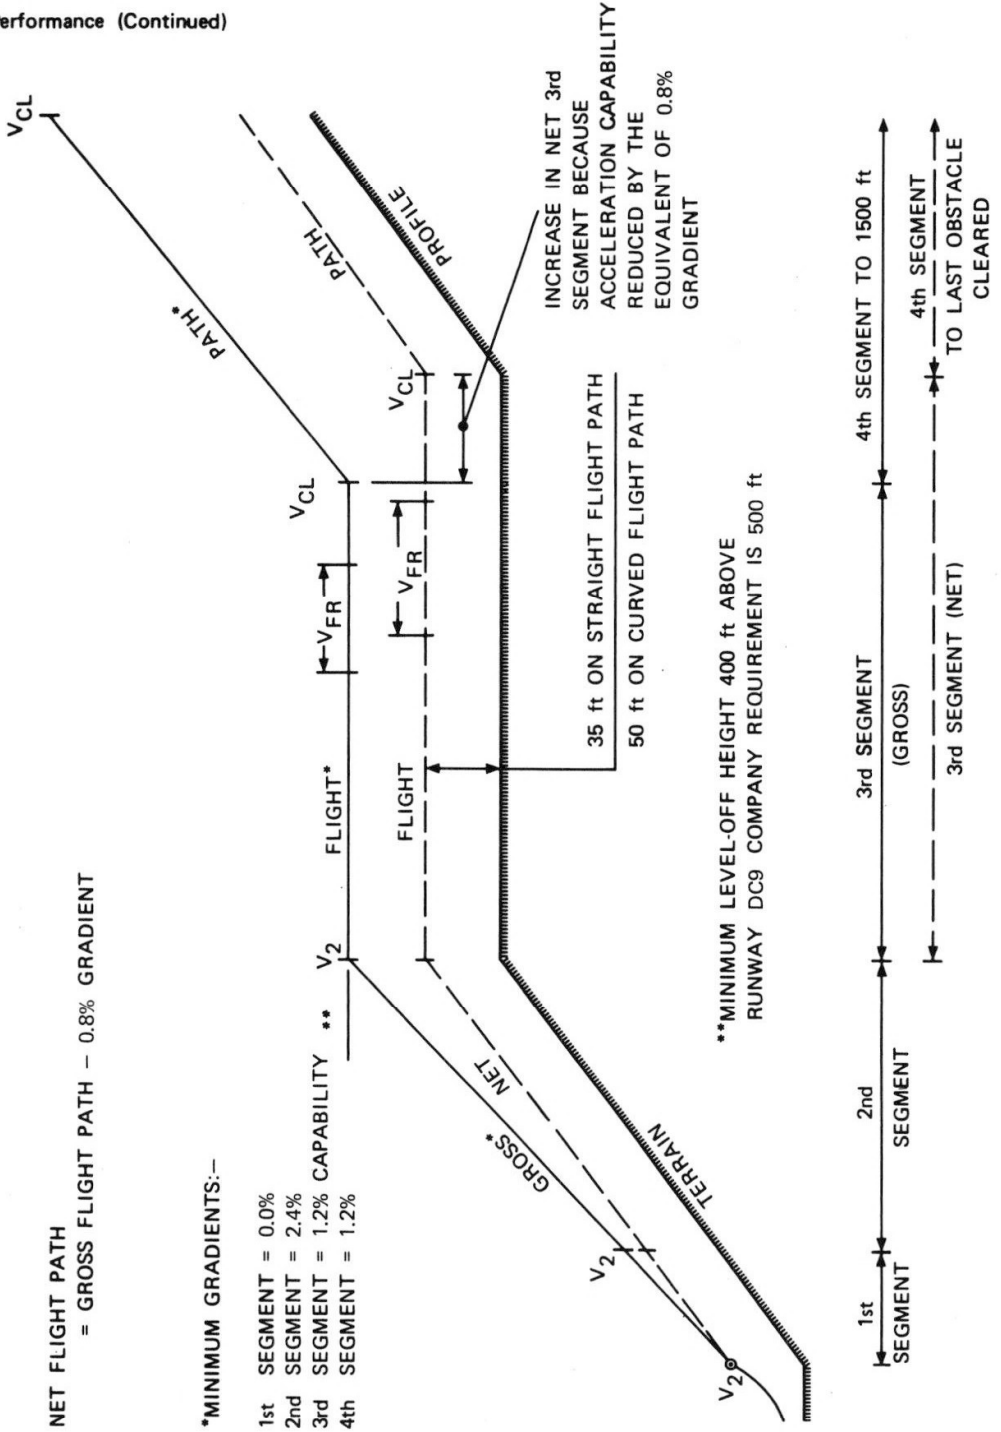 erformance (Continued)
NET FLIGHT PATH
= GROSS FLIGHT PATH – 0.8% GRADIENT
*MINIMUM GRADIENTS:–
1st SEGMENT = 0.0%
2nd SEGMENT = 2.4%
3rd SEGMENT = 1.2% CAPABILITY **
4th SEGMENT = 1.2%
V2
V2
GROSS*
NET
TERRAIN
V2
FLIGHT*
VFR
VCL
PATH*
VCL
FLIGHT
VFR
VCL
PATH
PROFILE
INCREASE IN NET 3rd
SEGMENT BECAUSE
ACCELERATION CAPABILITY
REDUCED BY THE
EQUIVALENT OF 0.8%
GRADIENT
35 ft ON STRAIGHT FLIGHT PATH
50 ft ON CURVED FLIGHT PATH
**MINIMUM LEVEL-OFF HEIGHT 400 ft ABOVE
RUNWAY DC9 COMPANY REQUIREMENT IS 500 ft
1st
SEGMENT
2nd
SEGMENT
3rd SEGMENT
(GROSS)
4th SEGMENT TO 1500 ft
3rd SEGMENT (NET)
4th SEGMENT
TO LAST OBSTACLE
CLEARED